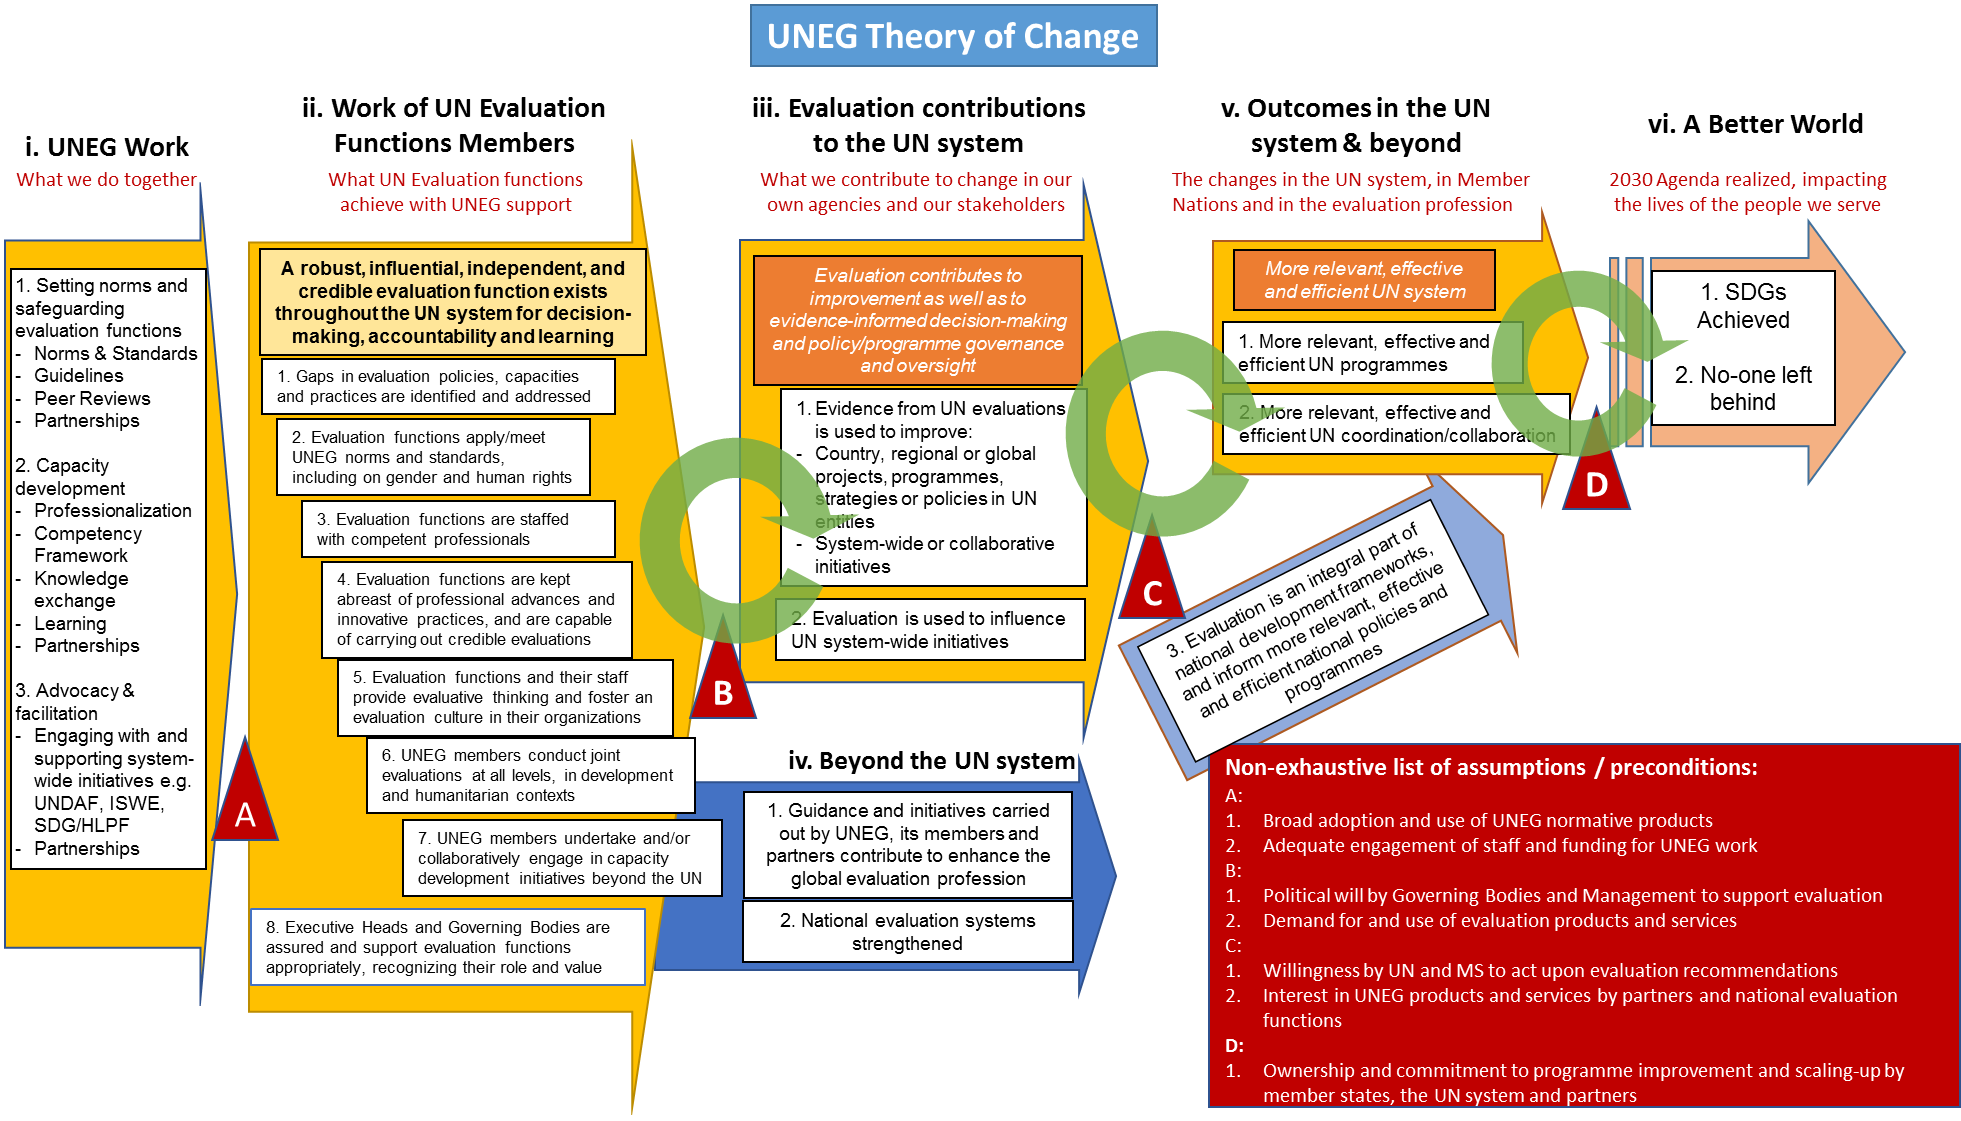 UNEG Theory of Change
i. UNEG Work
What we do together
1. Setting norms and
safeguarding
evaluation functions
- Norms & Standards
- Guidelines
- Peer Reviews
- Partnerships
2. Capacity
development
- Professionalization
- Competency
Framework
- Knowledge
exchange
- Learning
- Partnerships
3. Advocacy &
facilitation
- Engaging with and
supporting system-
wide initiatives e.g.
UNDAF, ISWE,
SDG/HLPF
- Partnerships
A
ii. Work of UN Evaluation
Functions Members
What UN Evaluation functions
achieve with UNEG support
A robust, influential, independent, and
credible evaluation function exists
throughout the UN system for decision-
making, accountability and learning
1. Gaps in evaluation policies, capacities
and practices are identified and addressed
2. Evaluation functions apply/meet
UNEG norms and standards,
including on gender and human rights
3. Evaluation functions are staffed
with competent professionals
4. Evaluation functions are kept
abreast of professional advances and
innovative practices, and are capable
of carrying out credible evaluations
5. Evaluation functions and their staff
provide evaluative thinking and foster an
evaluation culture in their organizations
6. UNEG members conduct joint
evaluations at all levels, in development
and humanitarian contexts
7. UNEG members undertake and/or
collaboratively engage in capacity
development initiatives beyond the UN
8. Executive Heads and Governing Bodies are
assured and support evaluation functions
appropriately, recognizing their role and value
B
iii. Evaluation contributions
to the UN system
What we contribute to change in our
own agencies and our stakeholders
Evaluation contributes to
improvement as well as to
evidence-informed decision-making
and policy/programme governance
and oversight
1. Evidence from UN evaluations
is used to improve:
- Country, regional or global
projects, programmes,
strategies or policies in UN
entities
- System-wide or collaborative
initiatives
2. Evaluation is used to influence
UN system-wide initiatives
C
iv. Beyond the UN system
1. Guidance and initiatives carried
out by UNEG, its members and
partners contribute to enhance the
global evaluation profession
2. National evaluation systems
strengthened
v. Outcomes in the UN
system & beyond
The changes in the UN system, in Member
Nations and in the evaluation profession
More relevant, effective
and efficient UN system
1. More relevant, effective and
efficient UN programmes
2. More relevant, effective and
efficient UN coordination/collaboration
3. Evaluation is an integral part of
national development frameworks,
and inform more relevant, effective
and efficient national policies and
programmes
D
vi. A Better World
2030 Agenda realized, impacting
the lives of the people we serve
1. SDGs
Achieved
2. No-one left
behind
Non-exhaustive list of assumptions / preconditions:
A:
1. Broad adoption and use of UNEG normative products
2. Adequate engagement of staff and funding for UNEG work
B:
1. Political will by Governing Bodies and Management to support evaluation
2. Demand for and use of evaluation products and services
C:
1. Willingness by UN and MS to act upon evaluation recommendations
2. Interest in UNEG products and services by partners and national evaluation
functions
D:
1. Ownership and commitment to programme improvement and scaling-up by
member states, the UN system and partners